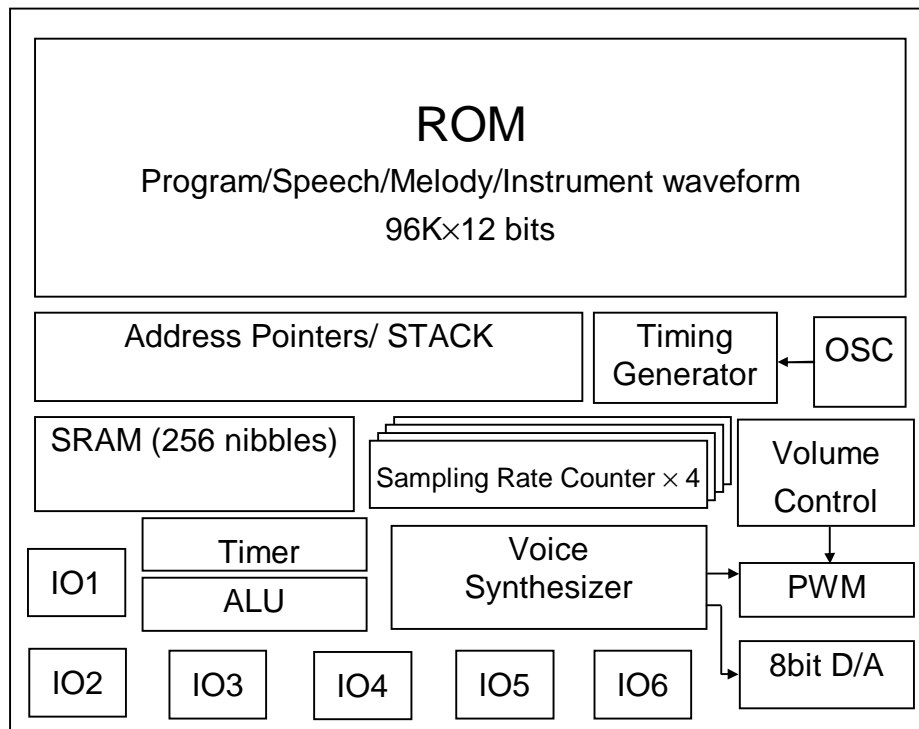 ROM
Program/Speech/Melody/Instrument waveform
96K×12 bits
Address Pointers/ STACK
Timing
Generator
OSC
SRAM (256 nibbles)
Sampling Rate Counter × 4
Volume
Control
Timer
Voice
Synthesizer
IO1
ALU
PWM
IO2
IO3
IO4
IO5
IO6
8bit D/A